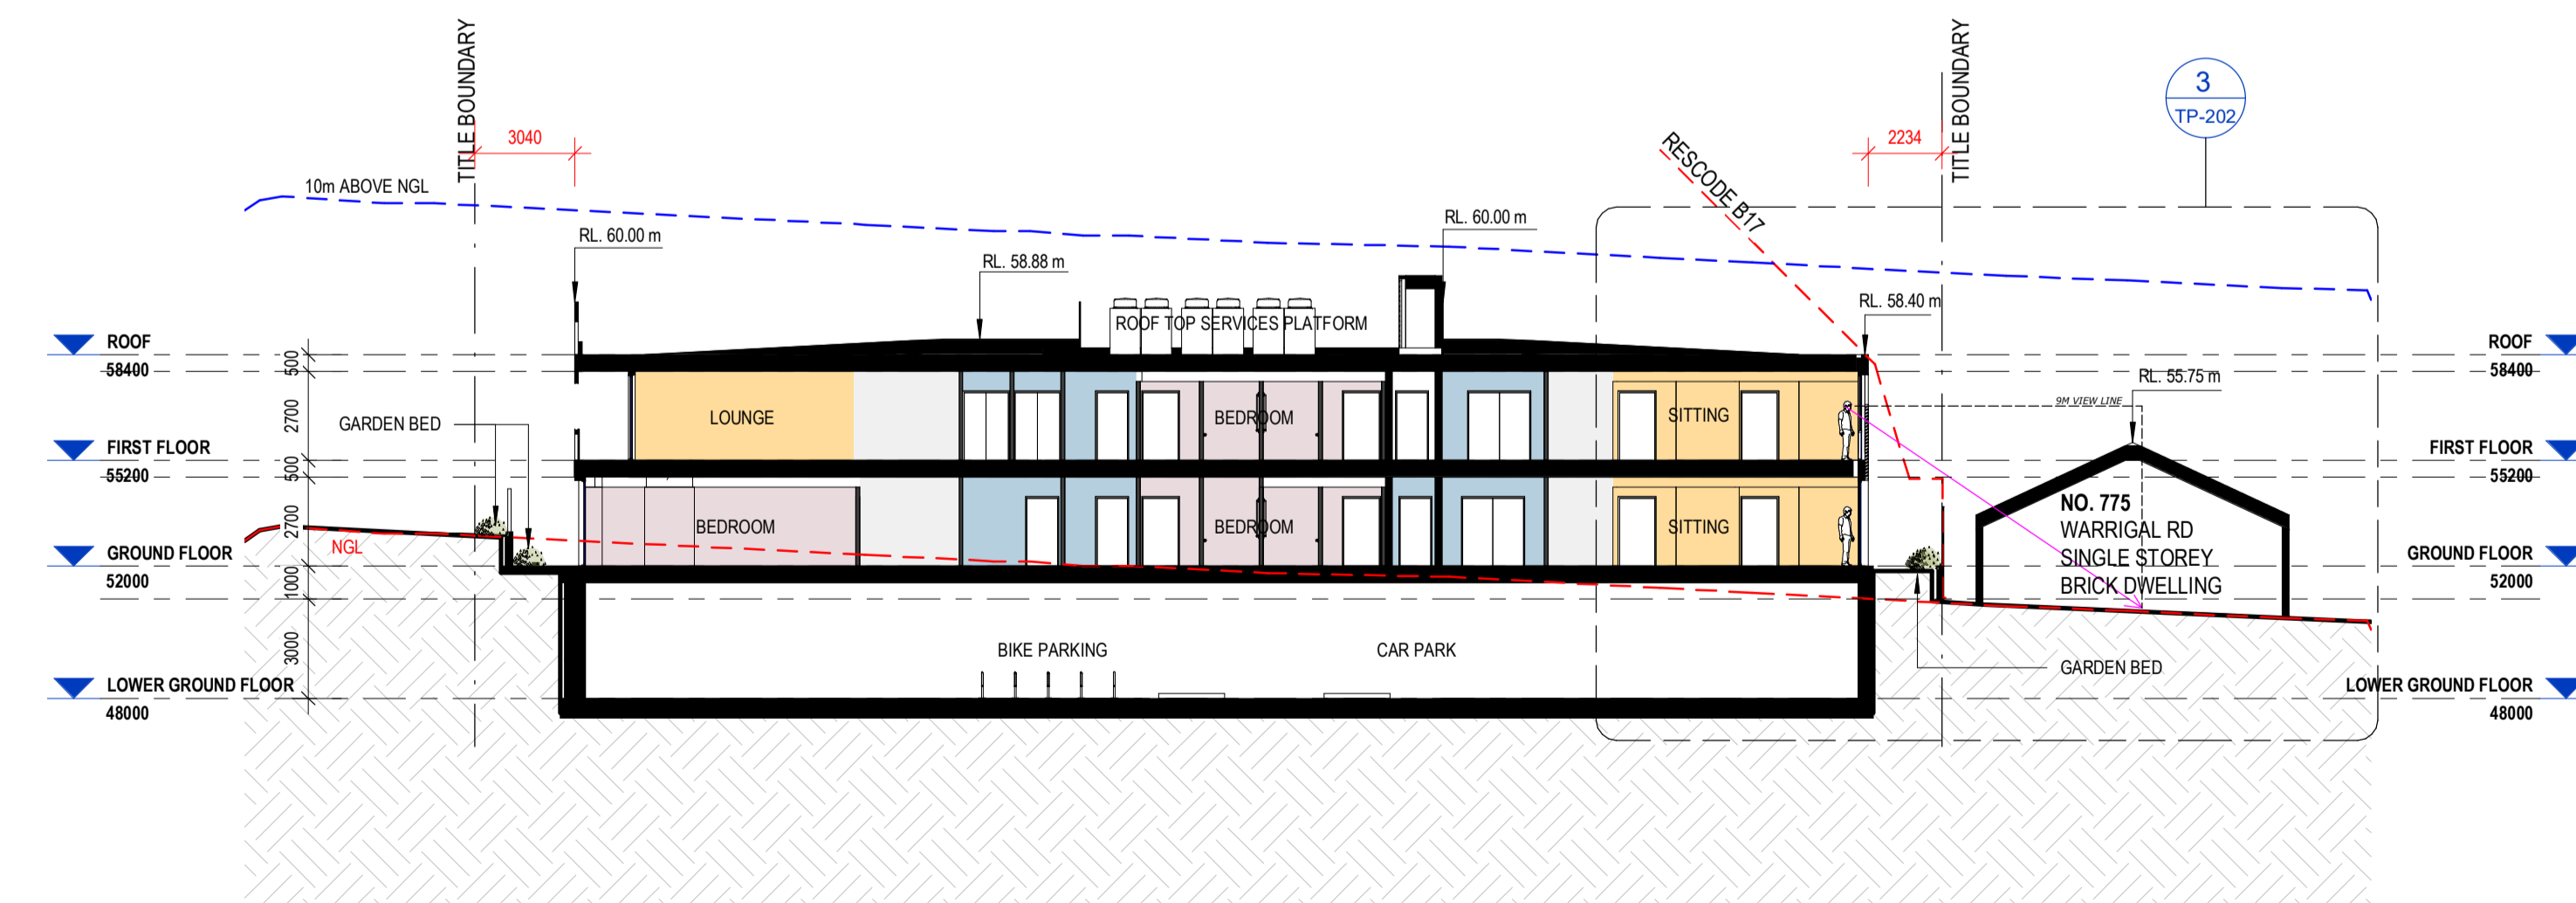 TITLE BOUNDARY
TITLE BOUNDARY
3
TP-202
3040
2234
RESCODE B17
10m ABOVE NGL
RL. 60.00 m
RL. 60.00 m
RL. 58.88 m
RL. 58.40 m
ROOF TOP SERVICES PLATFORM
ROOF
58400
500
ROOF
58400
RL. 55.75 m
9M VIEW LINE
2700
GARDEN BED
LOUNGE
BEDROOM
SITTING
FIRST FLOOR
55200
500
FIRST FLOOR
55200
NO. 775
WARRIGAL RD
SINGLE STOREY
BRICK DWELLING
2700
NGL
BEDROOM
BEDROOM
SITTING
GROUND FLOOR
52000
1000
GROUND FLOOR
52000
3000
BIKE PARKING
CAR PARK
GARDEN BED
LOWER GROUND FLOOR
48000
LOWER GROUND FLOOR
48000